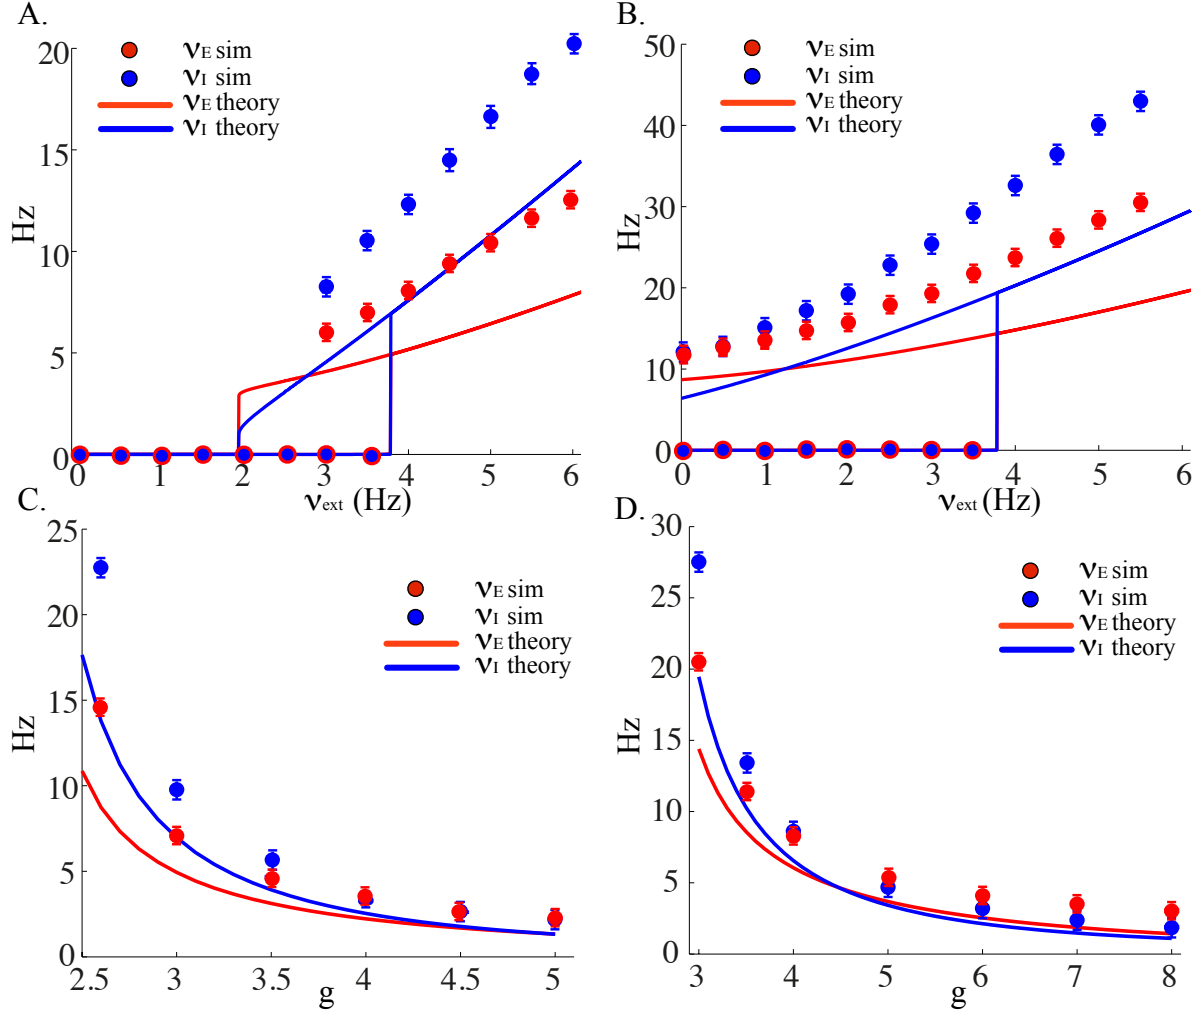 A.
20
15
10
5
0
Hz
νE sim
νI sim
νE theory
νI theory
0 1 2 3 4 5 6
νext (Hz)
B.
50
40
30
20
10
0
Hz
νE sim
νI sim
νE theory
νI theory
0 1 2 3 4 5 6
νext (Hz)
C.
25
20
15
10
5
0
Hz
νE sim
νI sim
νE theory
νI theory
2.5 3 3.5 4 4.5 5
g
D.
30
25
20
15
10
5
0
Hz
νE sim
νI sim
νE theory
νI theory
3 4 5 6 7 8
g